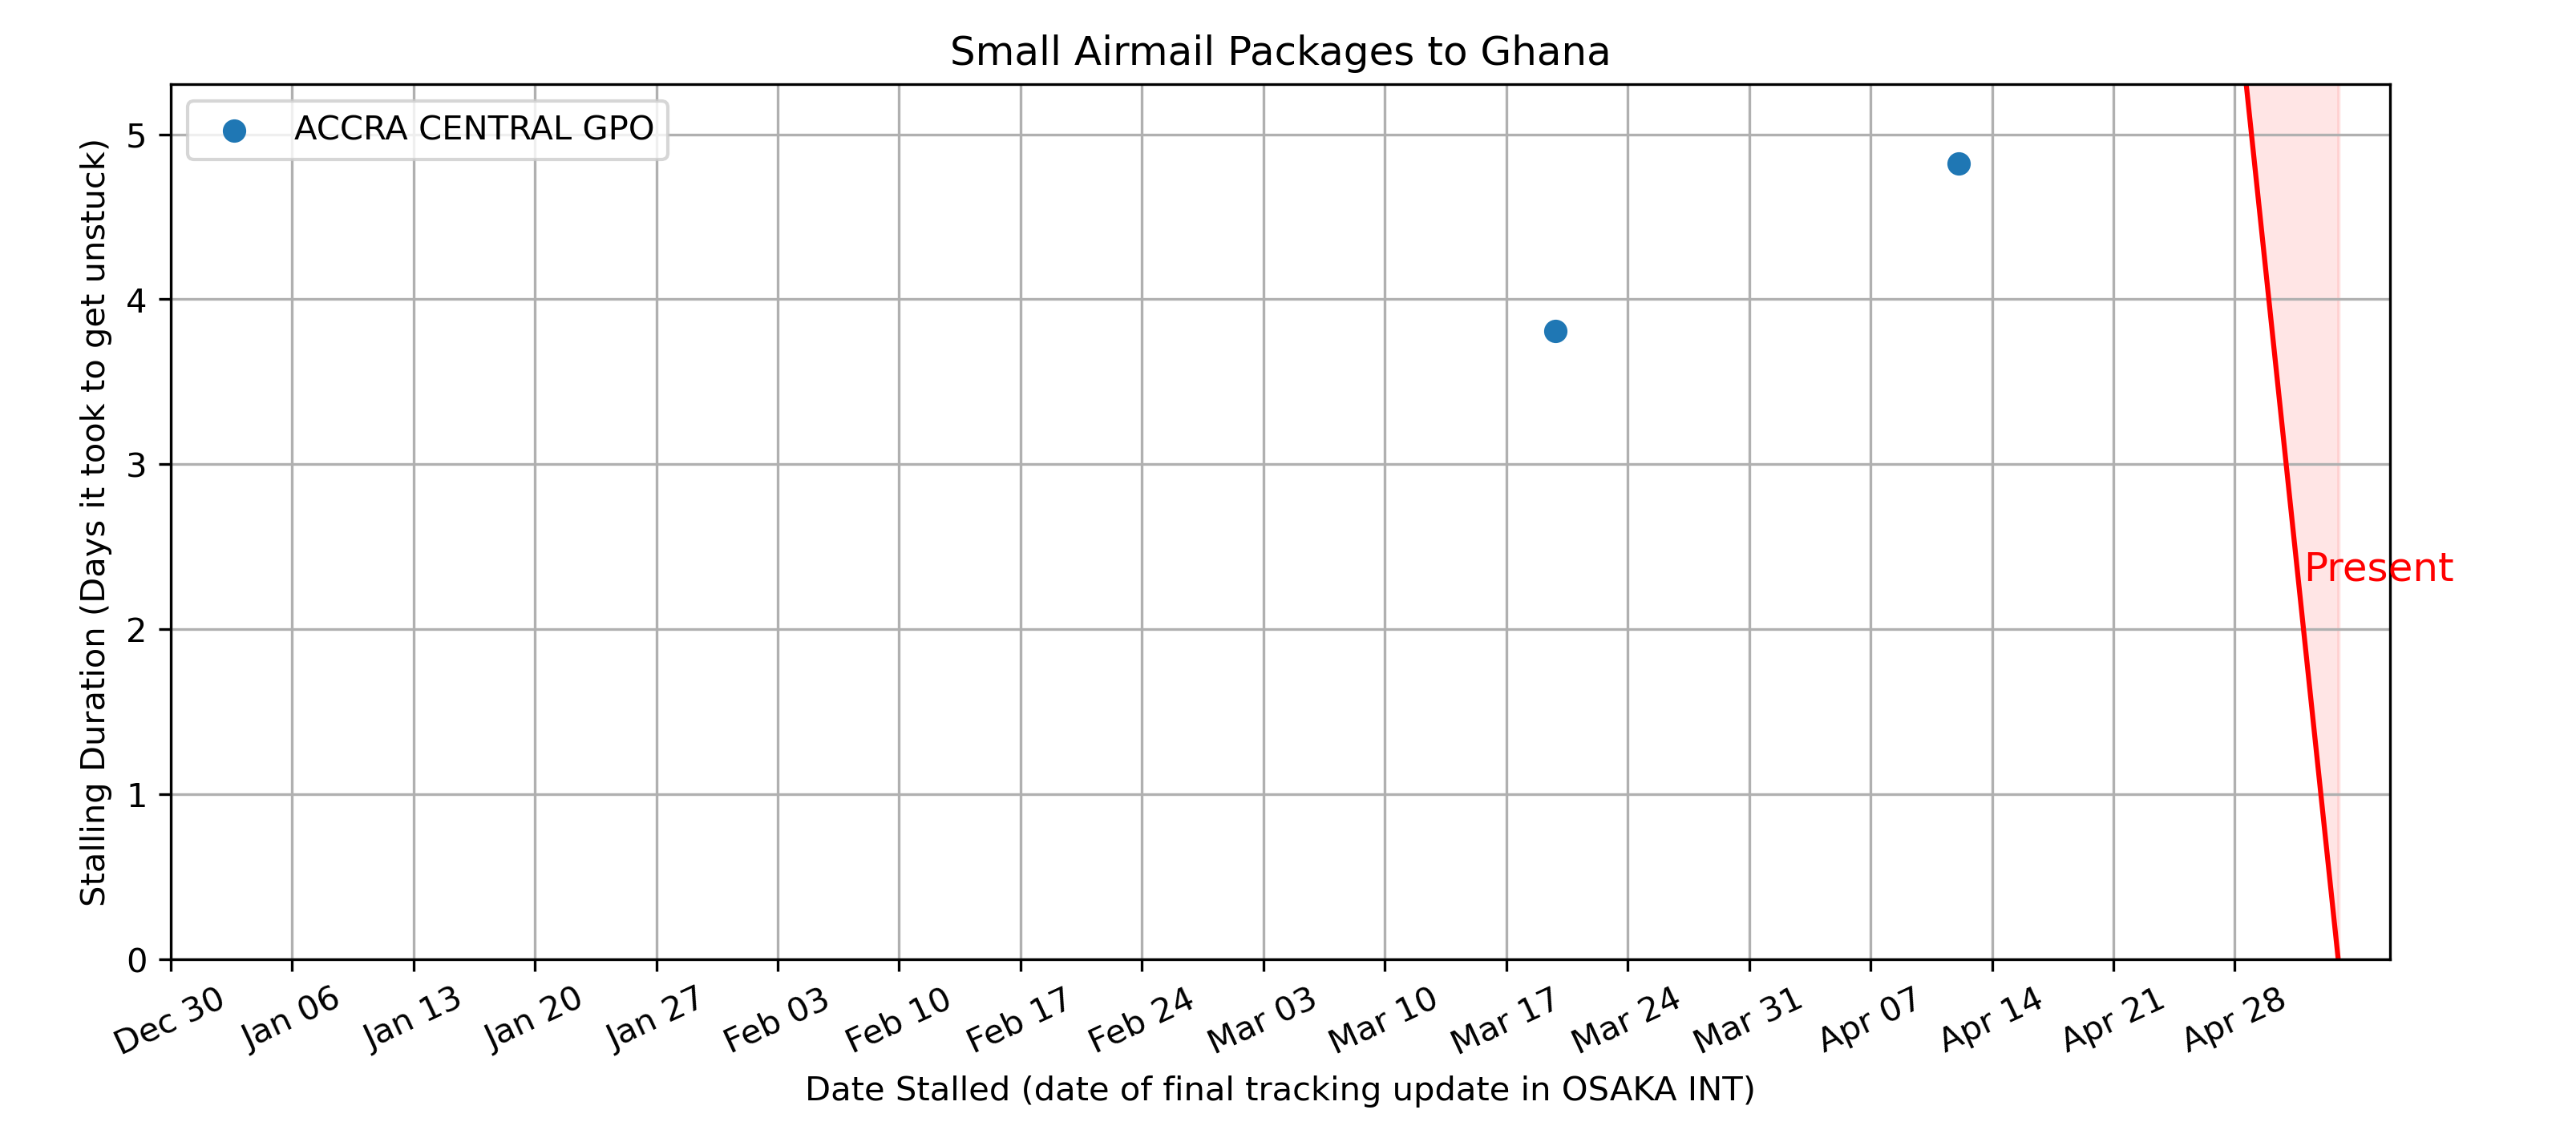 Small Airmail Packages to Ghana
ACCRA CENTRAL GPO
Stalling Duration (Days it took to get unstuck)
5
4
3
2
1
0
Present
Dec 30
Jan 06
Jan 13
Jan 20
Jan 27
Feb 03
Feb 10
Feb 17
Feb 24
Mar 03
Mar 10
Mar 17
Mar 24
Mar 31
Apr 07
Apr 14
Apr 21
Apr 28
Date Stalled (date of final tracking update in OSAKA INT)